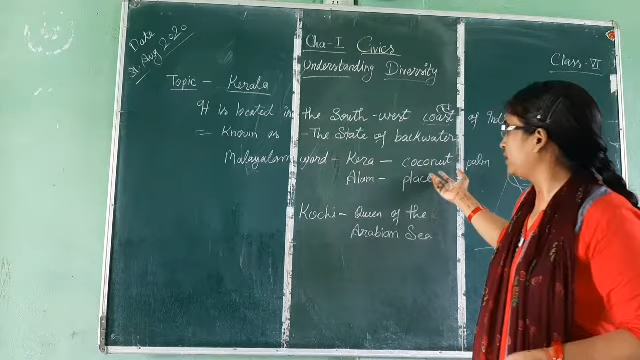 Date
31 Aug 2020
Cha-I Civics
Understanding Diversity
Class-VI
Topic - Kerala
It is located in the South-west coast of Ind
= Known as - The State of backwater
Malayalam word - Kera - coconut palm
Alam - place
Kochi - Queen of the
Arabian Sea